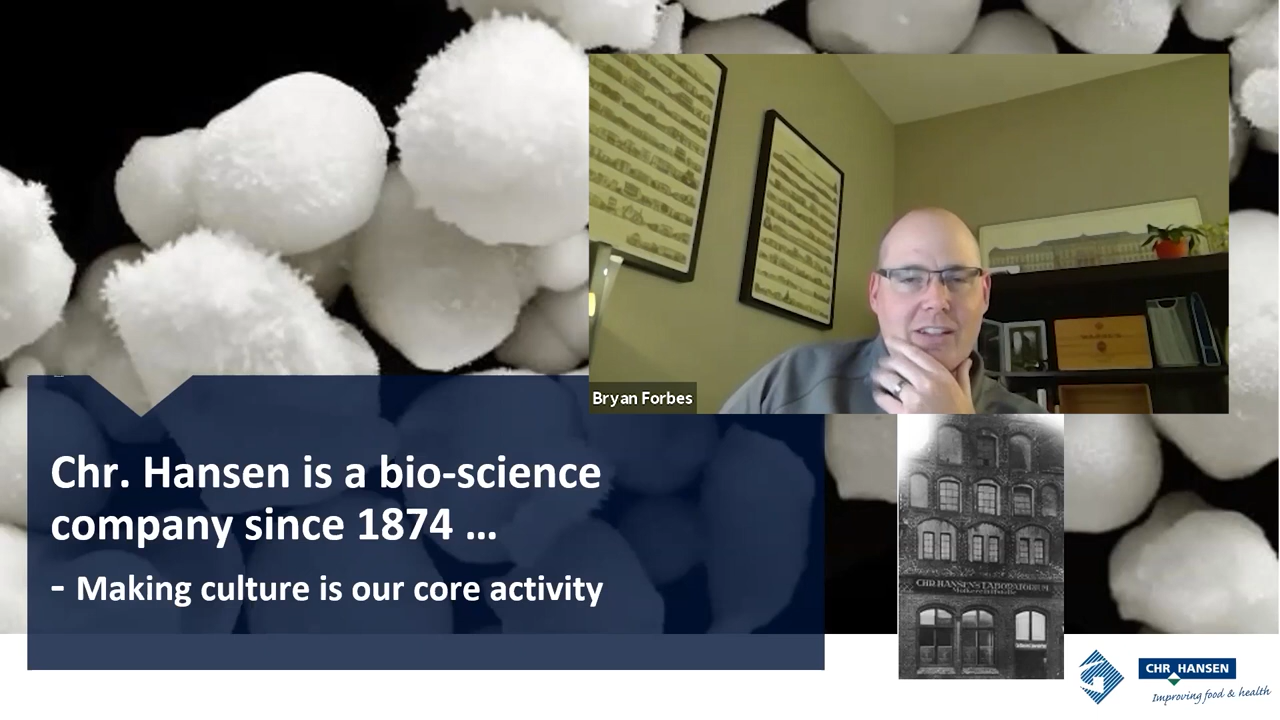 Bryan Forbes
Chr. Hansen is a bio-science
company since 1874 ...
- Making culture is our core activity
CHR. HANSEN'S LABORATORIUM
CHR HANSEN
Improving food & health